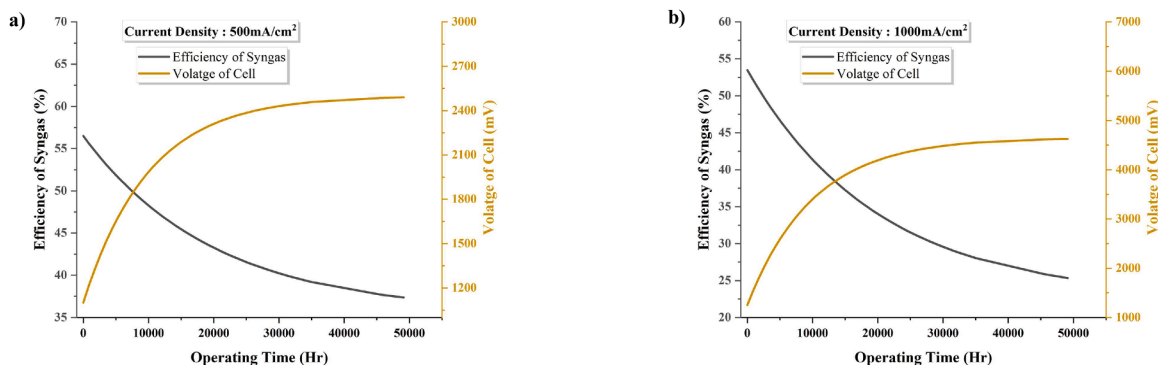 a)
Current Density : 500mA/cm²
Efficiency of Syngas
Volatge of Cell
Efficiency of Syngas (%)
70
65
60
55
50
45
40
35
3000
2700
2400
2100
1800
1500
1200
Volatge of Cell (mV)
0 10000 20000 30000 40000 50000
Operating Time (Hr)
b)
Current Density : 1000mA/cm²
Efficiency of Syngas
Volatge of Cell
Efficiency of Syngas (%)
60
55
50
45
40
35
30
25
20
7000
6000
5000
4000
3000
2000
1000
Volatge of Cell (mV)
0 10000 20000 30000 40000 50000
Operating Time (Hr)